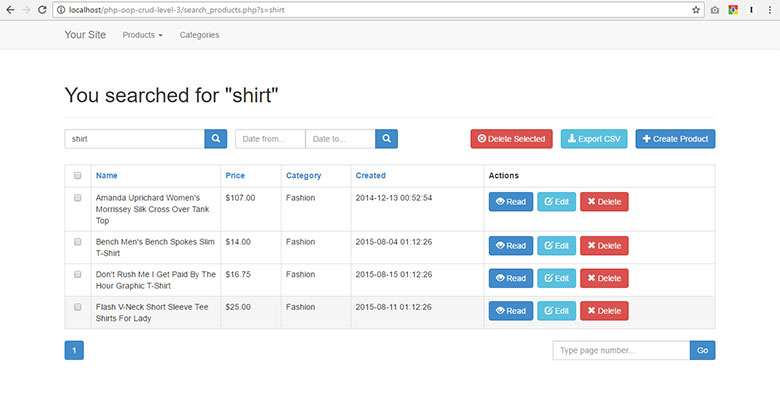 localhost/php-oop-crud-level-3/search_products.php?s=shirt
Your Site Products Categories
You searched for "shirt"
shirt Date from... Date to... Delete Selected Export CSV Create Product
Name Price Category Created Actions
Amanda Uprichard Women's $107.00 Fashion 2014-12-13 00:52:54 Read Edit Delete
Morrissey Silk Cross Over Tank
Top
Bench Men's Bench Spokes Slim $14.00 Fashion 2015-08-04 01:12:26 Read Edit Delete
T-Shirt
Don't Rush Me I Get Paid By The $16.75 Fashion 2015-08-15 01:12:26 Read Edit Delete
Hour Graphic T-Shirt
Flash V-Neck Short Sleeve Tee $25.00 Fashion 2015-08-11 01:12:26 Read Edit Delete
Shirts For Lady
1 Type page number... Go